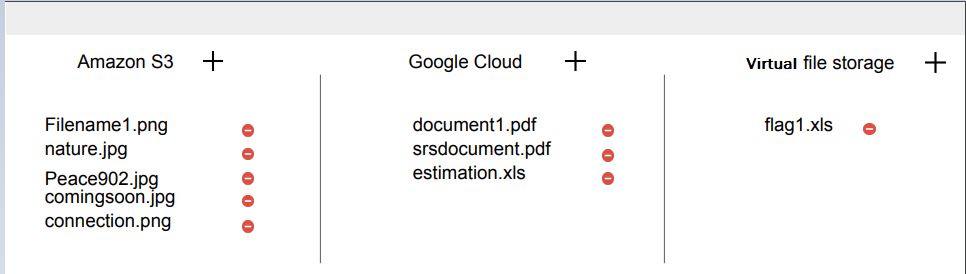 Amazon S3
Google Cloud
Virtual file storage
Filename1.png
nature.jpg
Peace902.jpg
comingsoon.jpg
connection.png
document1.pdf
srsdocument.pdf
estimation.xls
flag1.xls